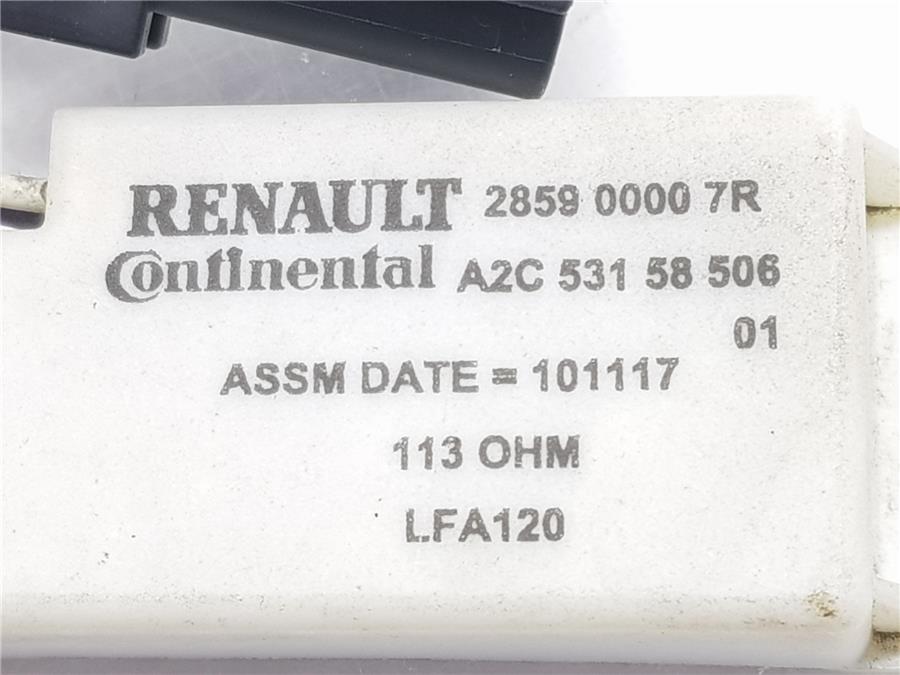 RENAULT 2859 0000 7R
Continental A2C 531 58 506
01
ASSM DATE = 101117
113 OHM
LFA120